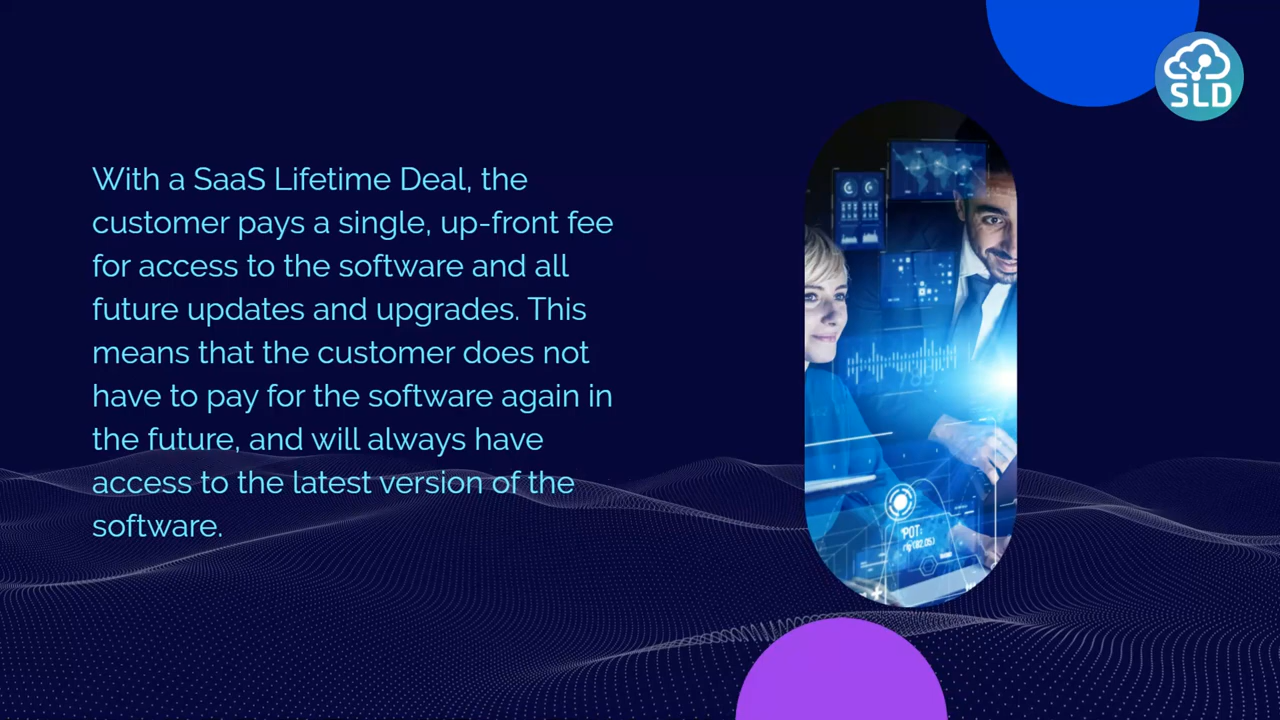 SLD
With a SaaS Lifetime Deal, the
customer pays a single, up-front fee
for access to the software and all
future updates and upgrades. This
means that the customer does not
have to pay for the software again in
the future, and will always have
access to the latest version of the
software.
POT: